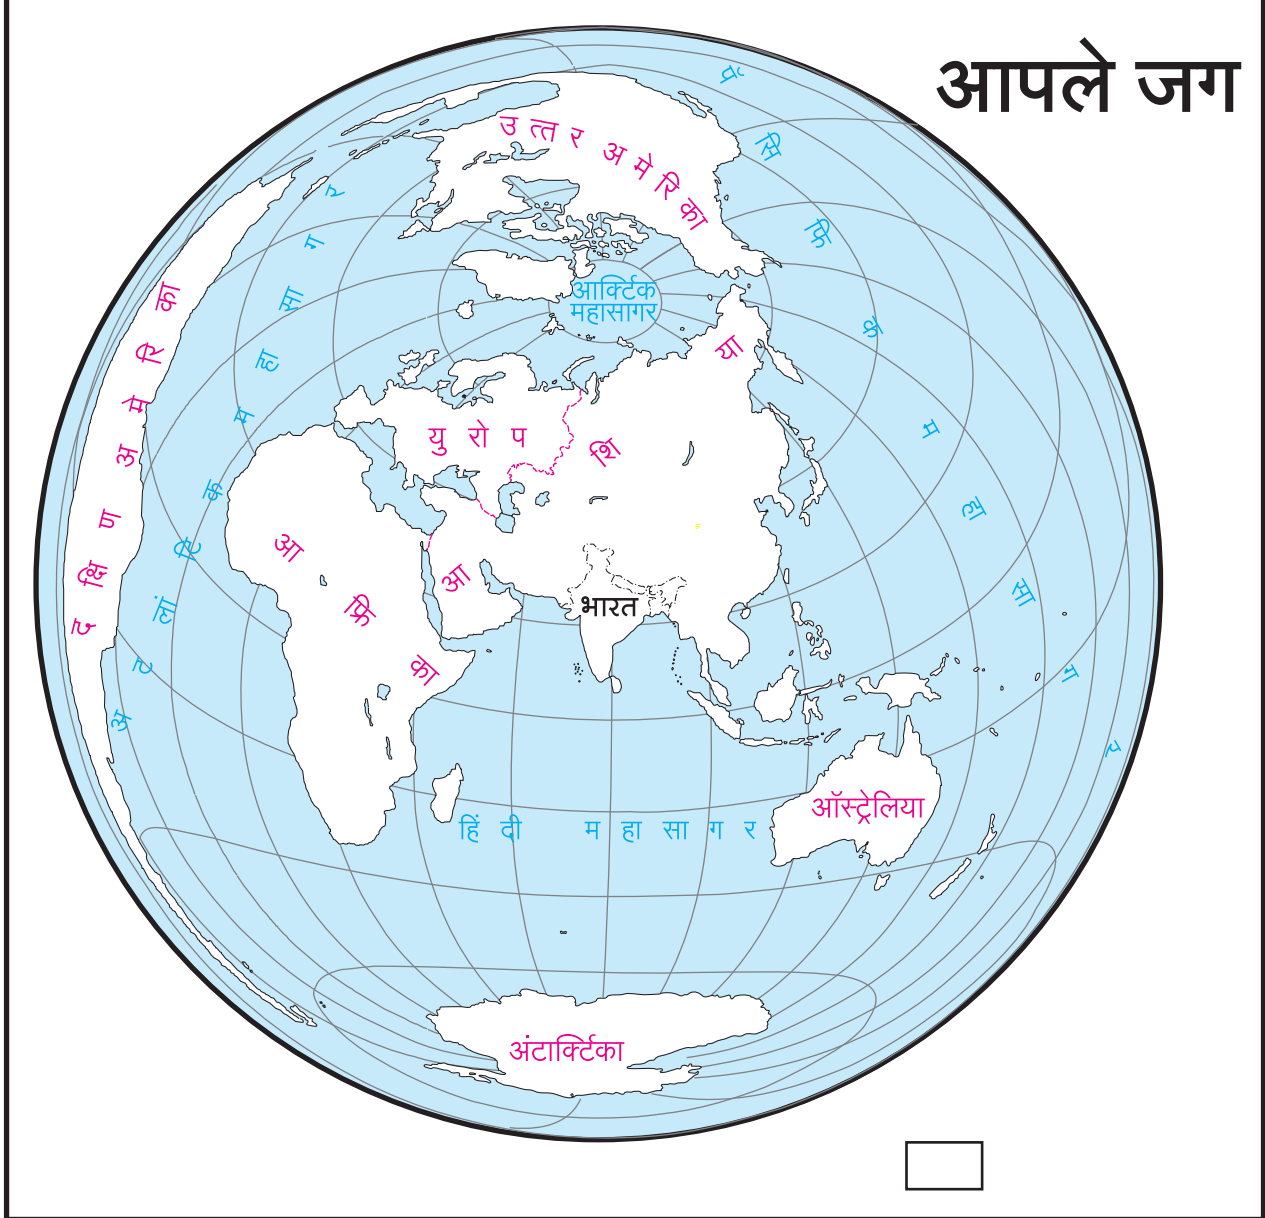 आपले जग
उत्तर अमेरिका
पॅसिफिक महासागर
आर्क्टिक
महासागर
दक्षिण अमेरिका
अटलांटिक महासागर
युरोप
आशिया
आफ्रिका
भारत
ऑस्ट्रेलिया
हिंदी महासागर
अंटार्क्टिका